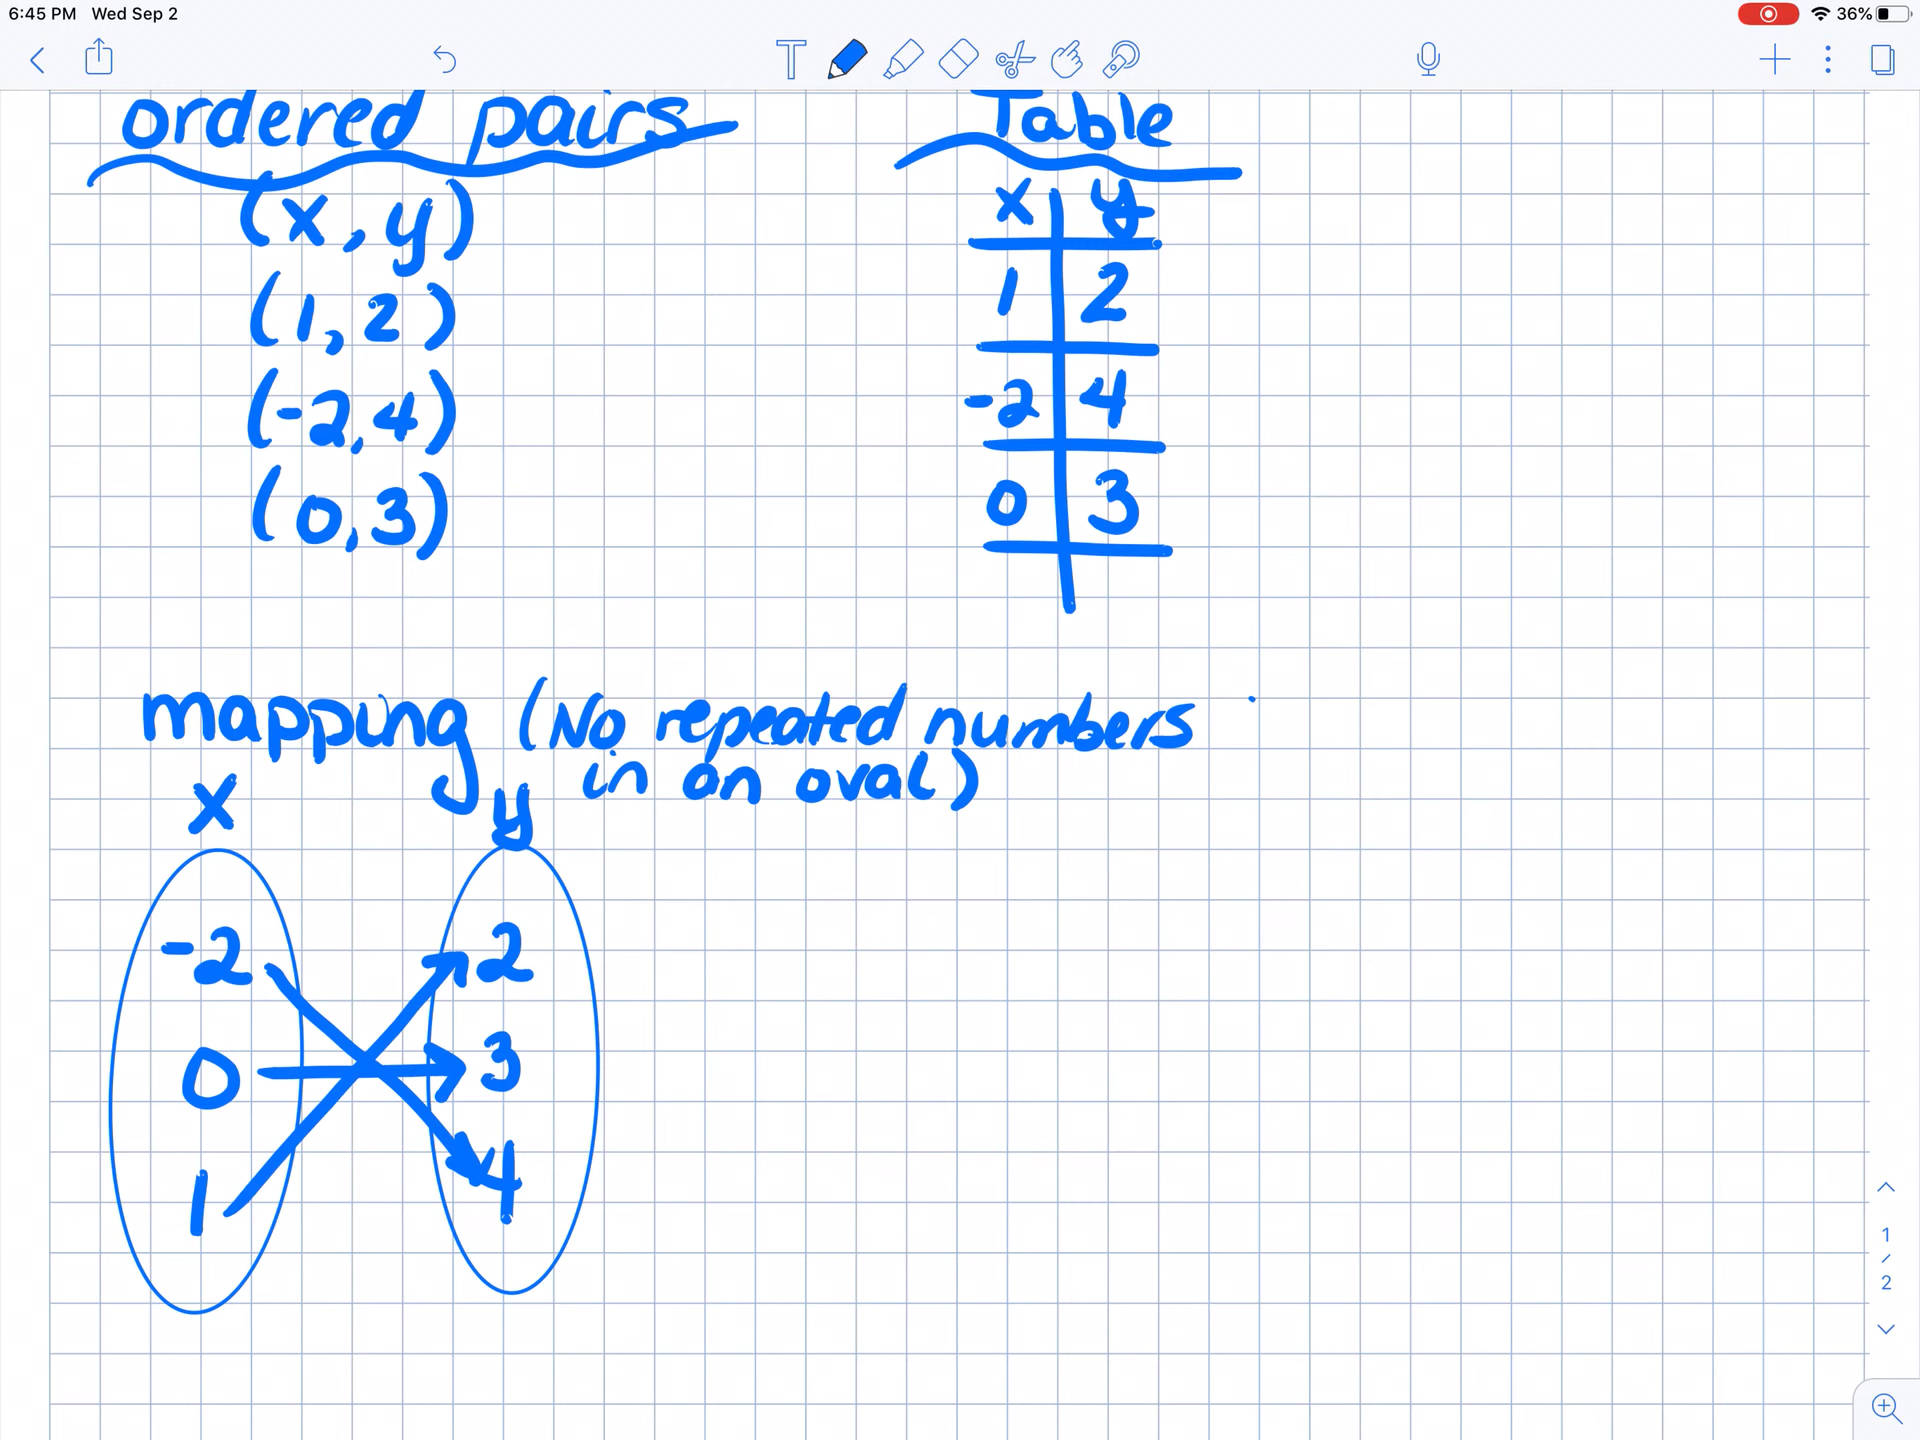 6:45 PM Wed Sep 2
36%
T
ordered pairs
(x, y)
(1, 2)
(-2, 4)
(0, 3)
Table
x y
1 2
-2 4
0 3
mapping (No repeated numbers
in an oval)
x y
-2 2
0 3
1 4
1
/
2